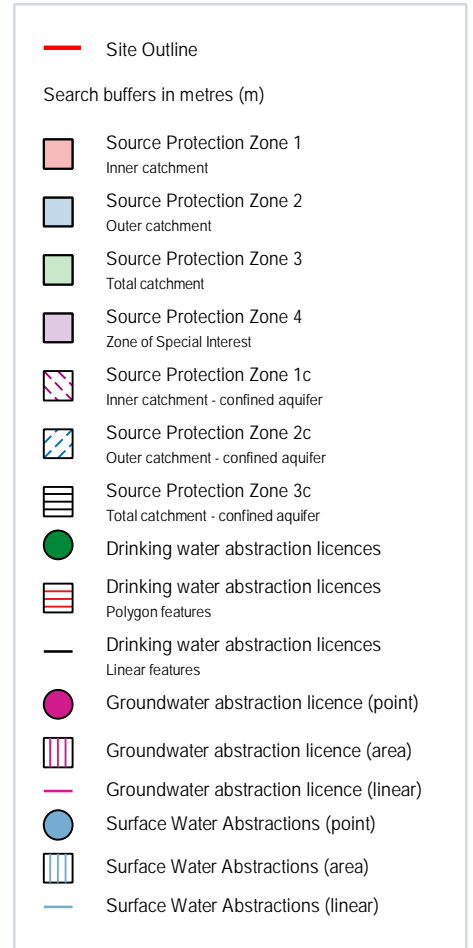 Site Outline
Search buffers in metres (m)
Source Protection Zone 1
Inner catchment
Source Protection Zone 2
Outer catchment
Source Protection Zone 3
Total catchment
Source Protection Zone 4
Zone of Special Interest
Source Protection Zone 1c
Inner catchment - confined aquifer
Source Protection Zone 2c
Outer catchment - confined aquifer
Source Protection Zone 3c
Total catchment - confined aquifer
Drinking water abstraction licences
Drinking water abstraction licences
Polygon features
Drinking water abstraction licences
Linear features
Groundwater abstraction licence (point)
Groundwater abstraction licence (area)
Groundwater abstraction licence (linear)
Surface Water Abstractions (point)
Surface Water Abstractions (area)
Surface Water Abstractions (linear)